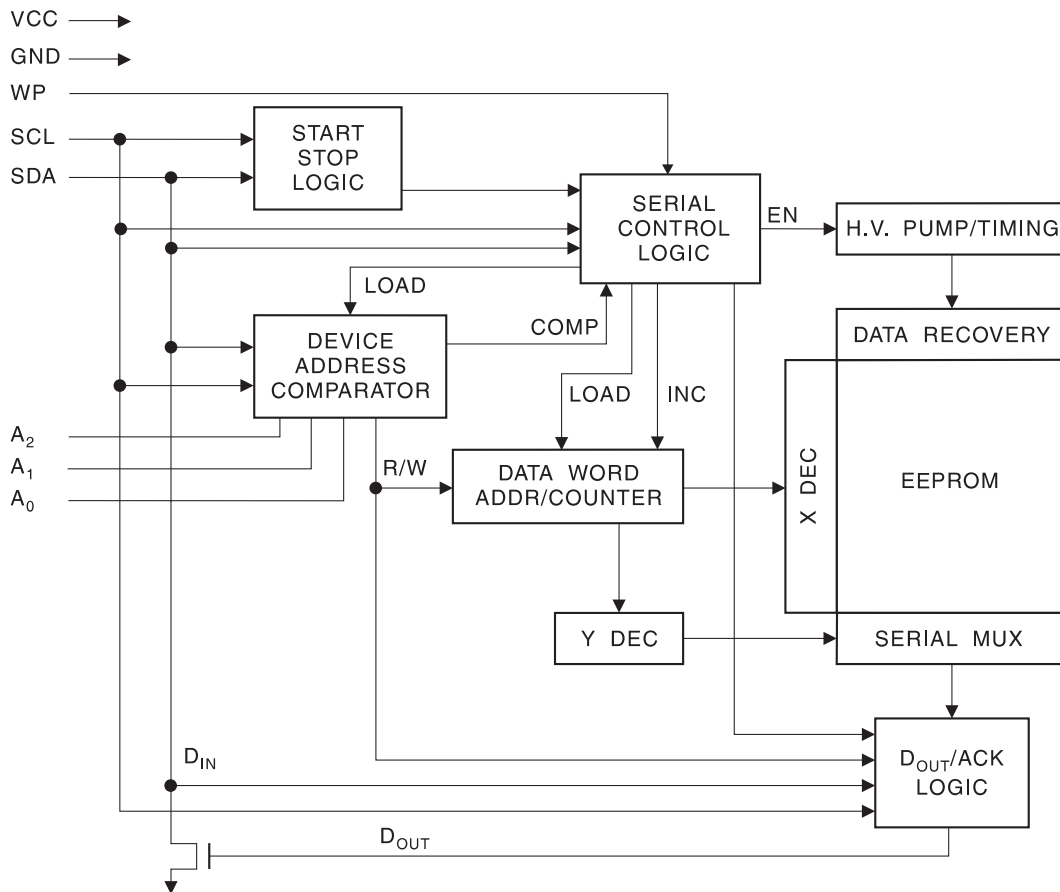 VCC
GND
WP
SCL
SDA
START
STOP
LOGIC
SERIAL
CONTROL
LOGIC
EN
H.V. PUMP/TIMING
LOAD
COMP
DEVICE
ADDRESS
COMPARATOR
DATA RECOVERY
LOAD
INC
A2
A1
A0
R/W
DATA WORD
ADDR/COUNTER
X DEC
EEPROM
Y DEC
SERIAL MUX
DIN
DOUT/ACK
LOGIC
DOUT